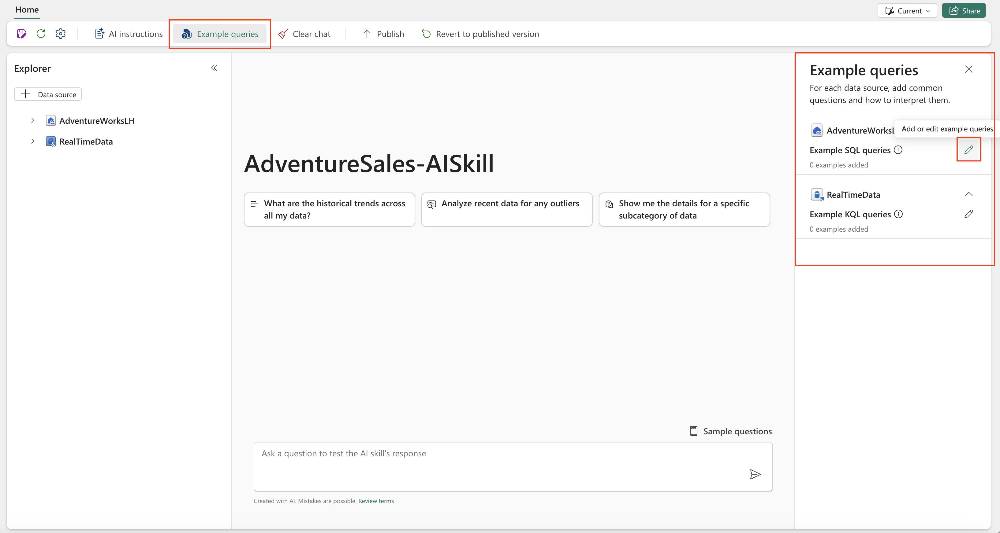 Home
Current
Share
AI instructions
Example queries
Clear chat
Publish
Revert to published version
Explorer
Data source
AdventureWorksLH
RealTimeData
AdventureSales-AISkill
What are the historical trends across
all my data?
Analyze recent data for any outliers
Show me the details for a specific
subcategory of data
Sample questions
Ask a question to test the AI skill's response
Created with AI. Mistakes are possible. Review terms
Example queries
For each data source, add common
questions and how to interpret them.
AdventureWorksL
Add or edit example queries
Example SQL queries
0 examples added
RealTimeData
Example KQL queries
0 examples added